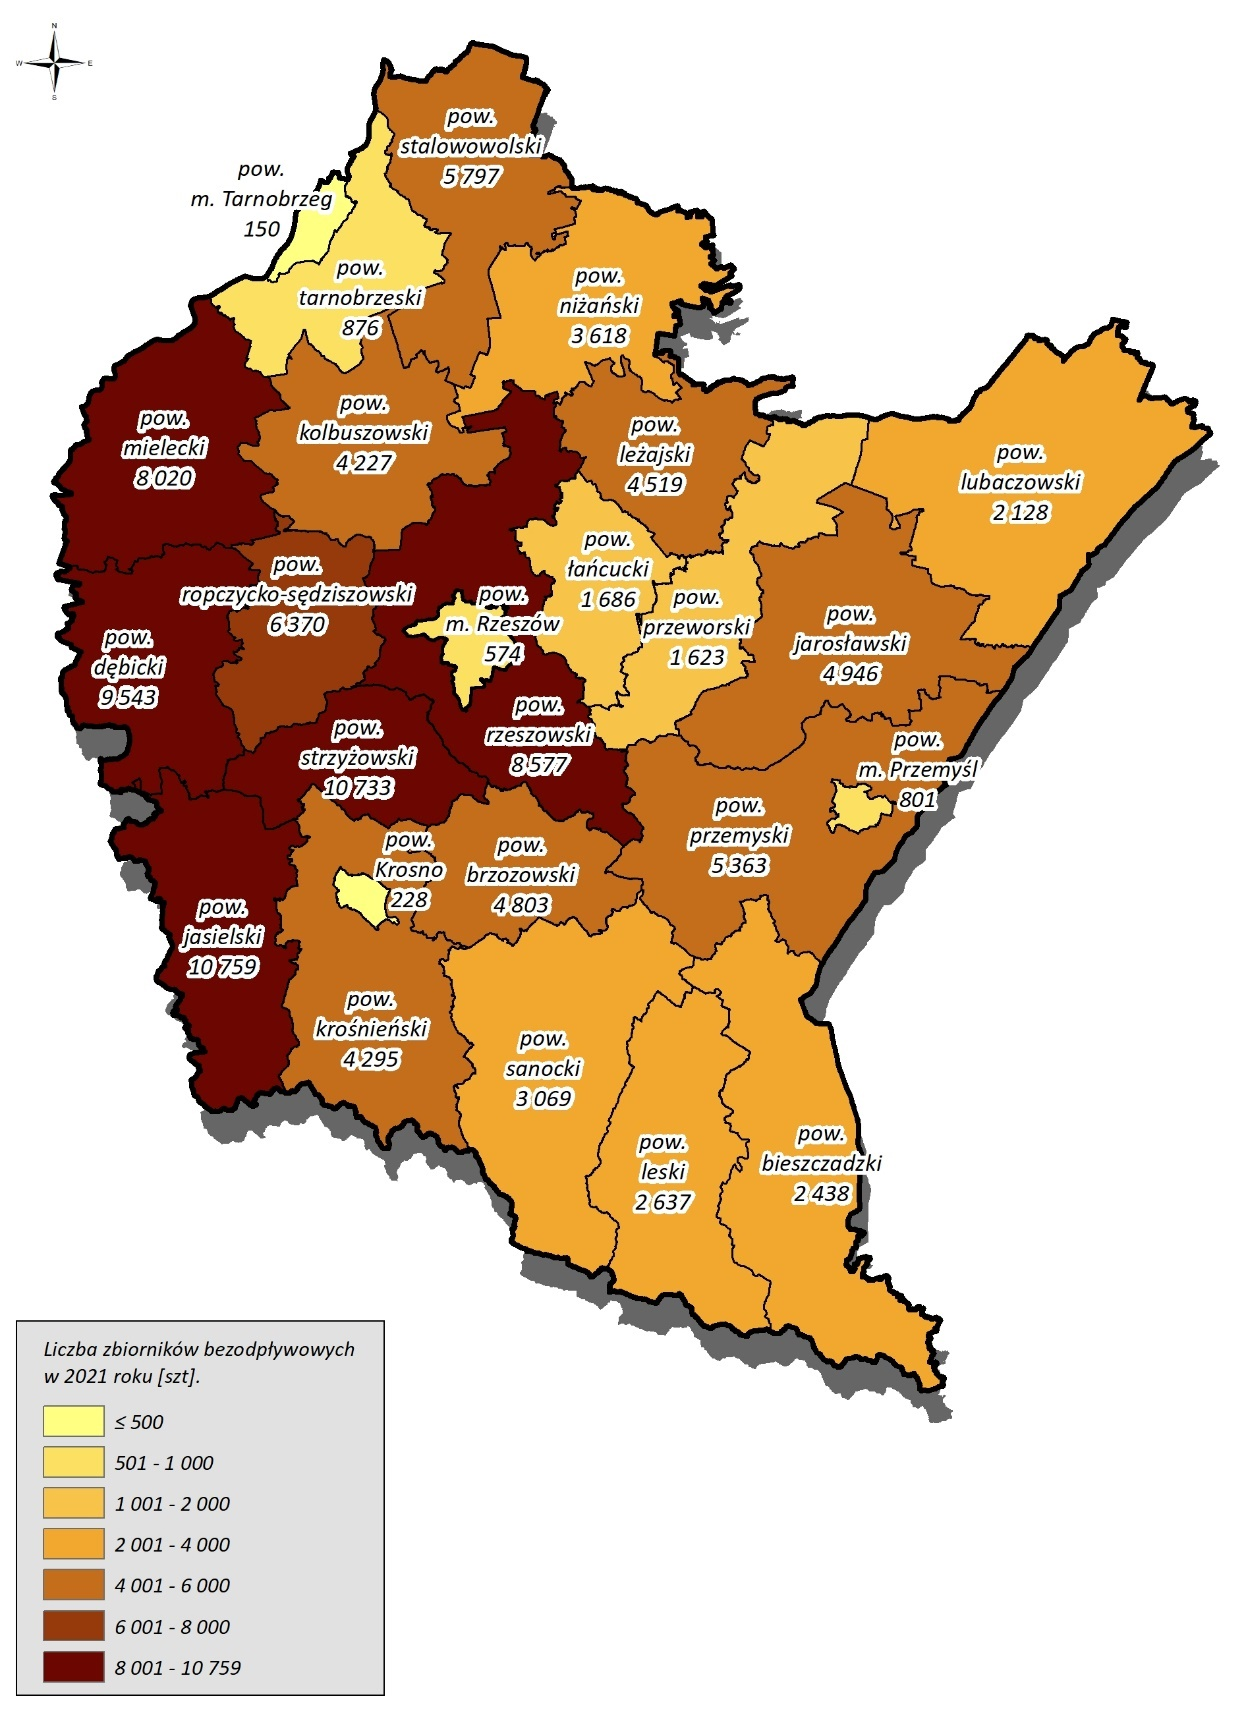 N
W
E
S
pow.
stalowowolski
5 797
pow.
m. Tarnobrzeg
150
pow.
tarnobrzeski
876
pow.
niżański
3 618
pow.
mielecki
8 020
pow.
kolbuszowski
4 227
pow.
leżajski
4 519
pow.
lubaczowski
2 128
pow.
ropczycko-sędziszowski
6 370
pow.
łańcucki
1 686
pow.
m. Rzeszów
574
pow.
przeworski
1 623
pow.
jarosławski
4 946
pow.
dębicki
9 543
pow.
strzyżowski
10 733
pow.
rzeszowski
8 577
pow.
m. Przemyśl
801
pow.
przemyski
5 363
pow.
Krosno
228
pow.
brzozowski
4 803
pow.
jasielski
10 759
pow.
krośnieński
4 295
pow.
sanocki
3 069
pow.
leski
2 637
pow.
bieszczadzki
2 438
Liczba zbiorników bezodpływowych
w 2021 roku [szt].
≤ 500
501 - 1 000
1 001 - 2 000
2 001 - 4 000
4 001 - 6 000
6 001 - 8 000
8 001 - 10 759